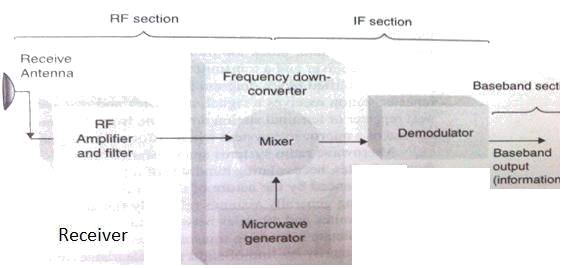 RF section
IF section
Receive
Antenna
Frequency down-
converter
Baseband secti
RF
Amplifier
and filter
Mixer
Demodulator
Baseband
output
(information
Microwave
generator
Receiver